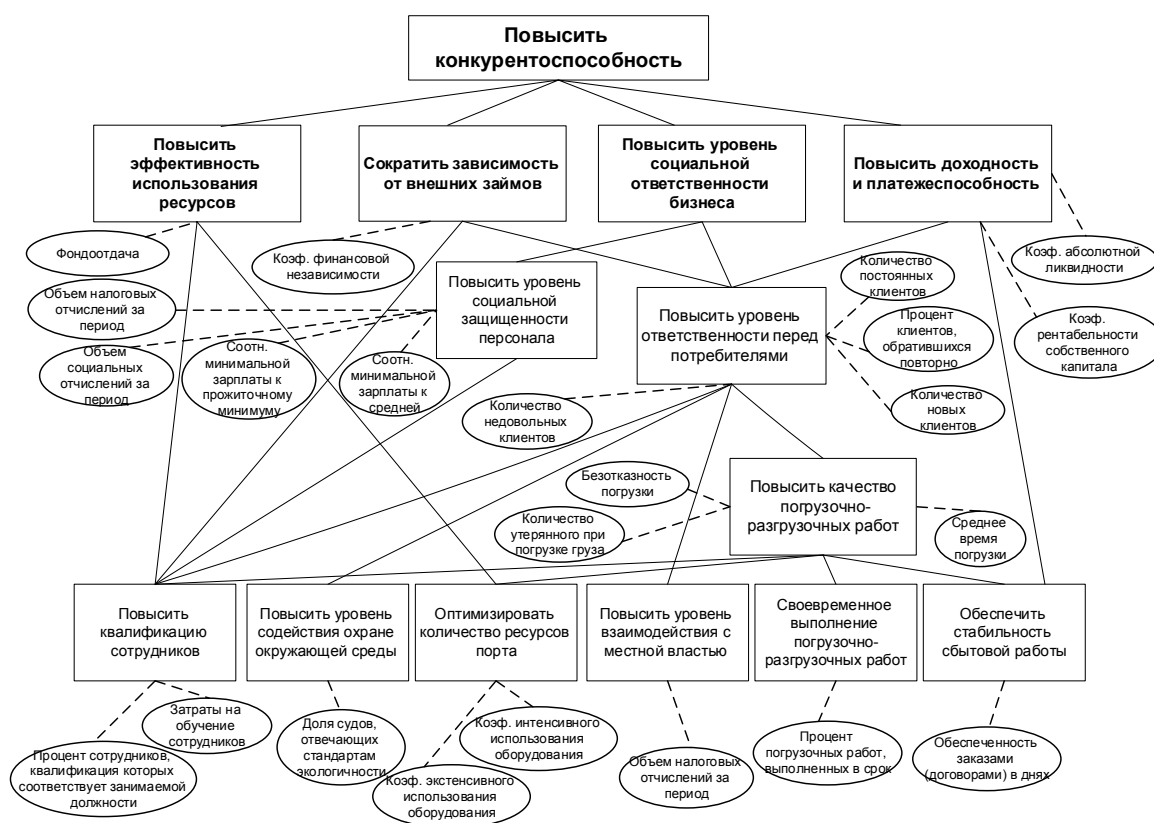 Повысить
конкурентоспособность
Повысить
эффективность
использования
ресурсов
Сократить зависимость
от внешних займов
Повысить уровень
социальной
ответственности
бизнеса
Повысить доходность
и платежеспособность
Фондоотдача
Коэф. финансовой
независимости
Количество
постоянных
клиентов
Коэф. абсолютной
ликвидности
Объем налоговых
отчислений за
период
Повысить уровень
социальной
защищенности
персонала
Повысить уровень
ответственности перед
потребителями
Процент
клиентов,
обратившихся
повторно
Коэф.
рентабельности
собственного
капитала
Объем
социальных
отчислений за
период
Соотн.
минимальной
зарплаты к
прожиточному
минимуму
Соотн.
минимальной
зарплаты к
средней
Количество
недовольных
клиентов
Количество
новых
клиентов
Безотказность
погрузки
Повысить качество
погрузочно-
разгрузочных работ
Количество
утерянного при
погрузке груза
Среднее
время
погрузки
Повысить
квалификацию
сотрудников
Повысить уровень
содействия охране
окружающей среды
Оптимизировать
количество ресурсов
порта
Повысить уровень
взаимодействия с
местной властью
Своевременное
выполнение
погрузочно-
разгрузочных работ
Обеспечить
стабильность
сбытовой работы
Затраты на
обучение
сотрудников
Процент сотрудников,
квалификация которых
соответствует занимаемой
должности
Доля судов,
отвечающих
стандартам
экологичности
Коэф. интенсивного
использования
оборудования
Коэф. экстенсивного
использования
оборудования
Объем налоговых
отчислений за
период
Процент
погрузочных работ,
выполненных в срок
Обеспеченность
заказами
(договорами) в днях